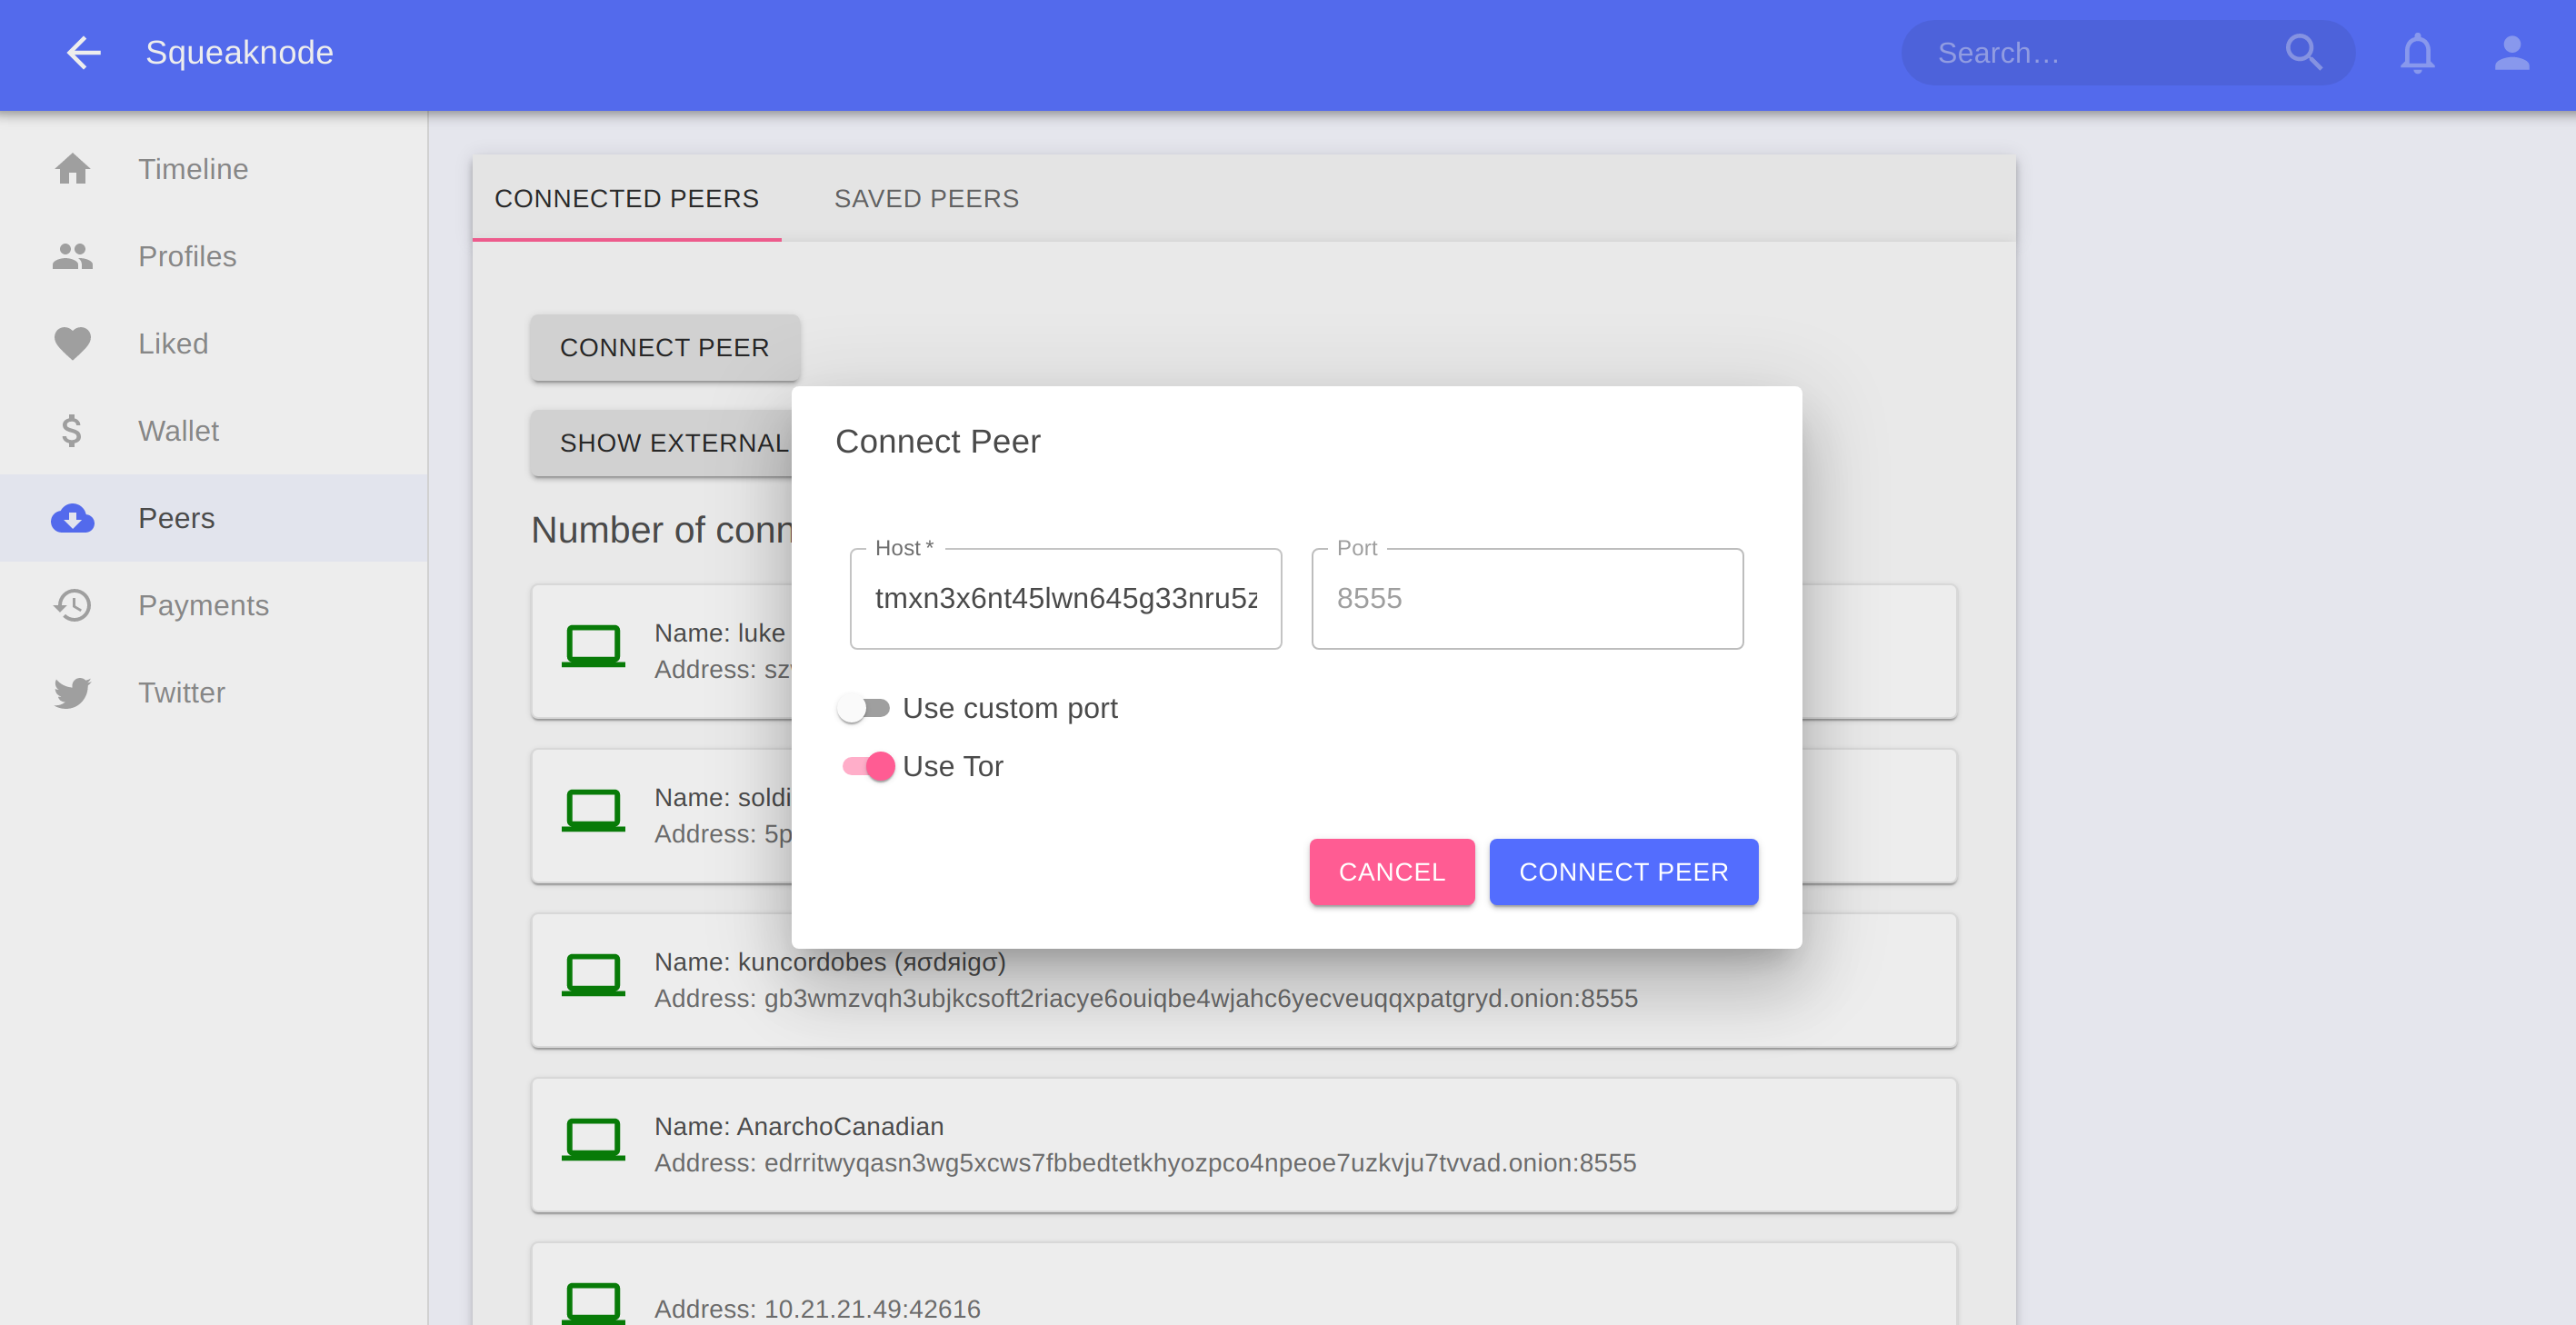 Squeaknode
Search...
Timeline
Profiles
Liked
Wallet
Peers
Payments
Twitter
CONNECTED PEERS
SAVED PEERS
CONNECT PEER
SHOW EXTERNAL
Number of conn
Name: luke
Address: sz
Name: soldi
Address: 5p
Connect Peer
Host *
tmxn3x6nt45lwn645g33nru5z
Port
8555
Use custom port
Use Tor
CANCEL
CONNECT PEER
Name: kuncordobes (яσdяigσ)
Address: gb3wmzvqh3ubjkcsoft2riacye6ouiqbe4wjahc6yecveuqqxpatgryd.onion:8555
Name: AnarchoCanadian
Address: edrritwyqasn3wg5xcws7fbbedtetkhyozpco4npeoe7uzkvju7tvvad.onion:8555
Address: 10.21.21.49:42616